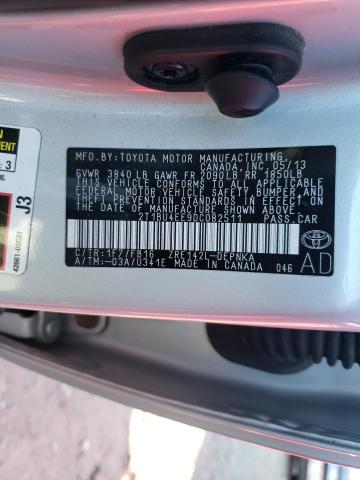 MFD.BY:TOYOTA MOTOR MANUFACTURING
CANADA, INC. 05/13
GVWR 3840 LB GAWR FR 2090LB RR 1850LB
THIS VEHICLE CONFORMS TO ALL APPLICABLE
FEDERAL MOTOR VEHICLE SAFETY, BUMPER, AND
THEFT PREVENTION STANDARDS IN EFFECT ON
THE DATE OF MANUFACTURE SHOWN ABOVE.
2T1BU4EE9DC082511 PASS.CAR
C/TR:1F7/FB16 ZRE142L-DEPNKA
A/TM:-03A/U341E MADE IN CANADA 046
AD
J3
3